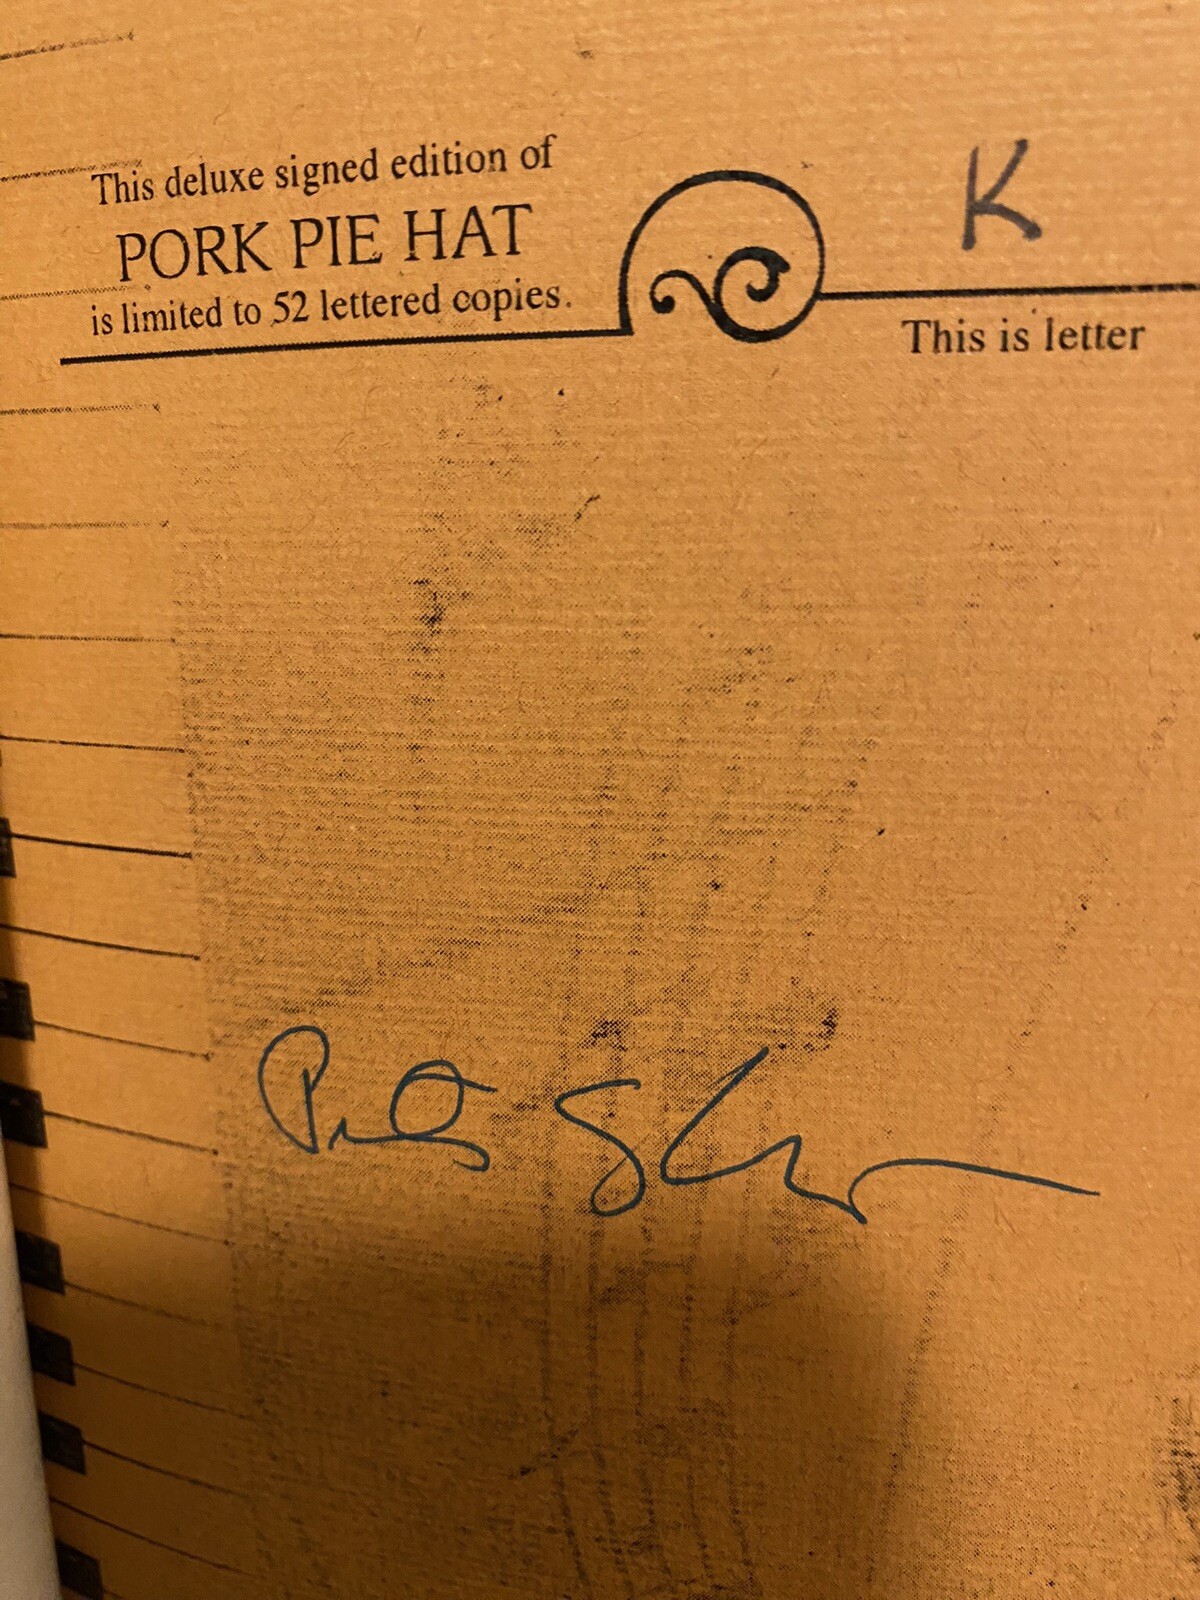 This deluxe signed edition of
PORK PIE HAT
is limited to 52 lettered copies.
K
This is letter